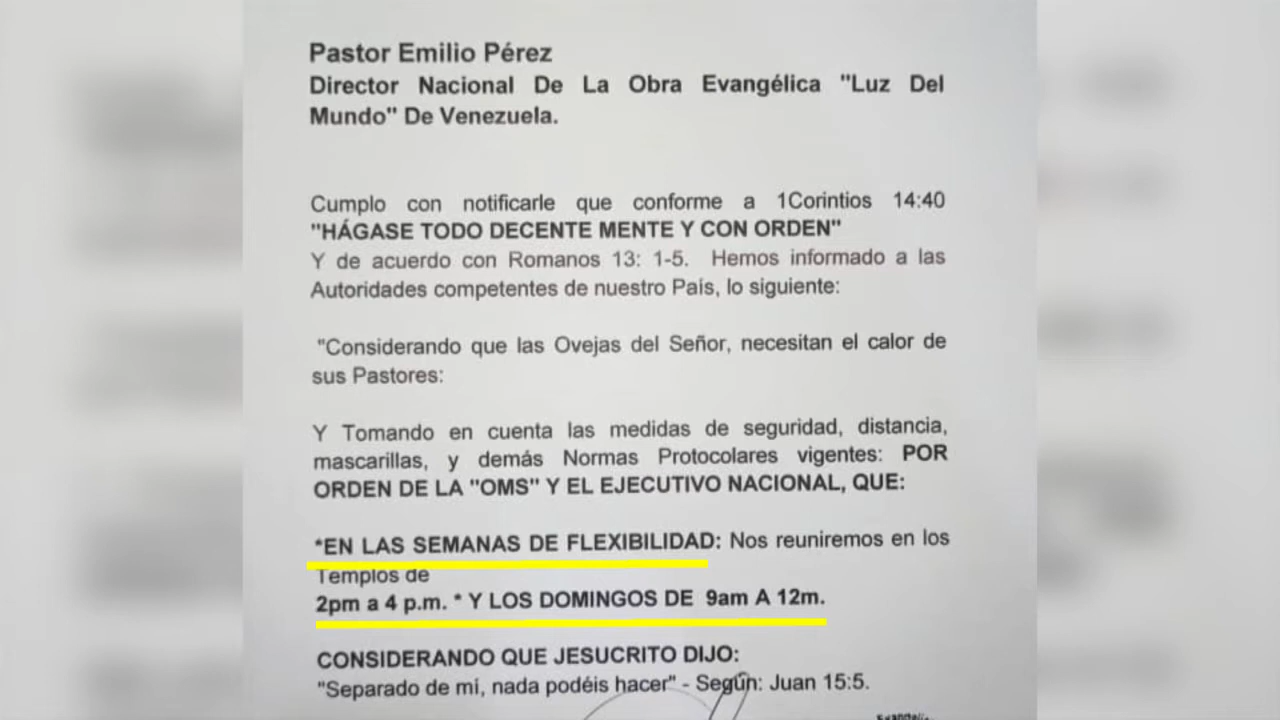 Pastor Emilio Pérez
Director Nacional De La Obra Evangélica "Luz Del
Mundo" De Venezuela.
Cumplo con notificarle que conforme a 1Corintios 14:40
"HÁGASE TODO DECENTE MENTE Y CON ORDEN"
Y de acuerdo con Romanos 13: 1-5. Hemos informado a las
Autoridades competentes de nuestro País, lo siguiente:
"Considerando que las Ovejas del Señor, necesitan el calor de
sus Pastores:
Y Tomando en cuenta las medidas de seguridad, distancia,
mascarillas, y demás Normas Protocolares vigentes: POR
ORDEN DE LA "OMS" Y EL EJECUTIVO NACIONAL, QUE:
*EN LAS SEMANAS DE FLEXIBILIDAD: Nos reuniremos en los
Templos de
2pm a 4 p.m. * Y LOS DOMINGOS DE 9am A 12m.
CONSIDERANDO QUE JESUCRITO DIJO:
"Separado de mí, nada podéis hacer" - Según: Juan 15:5.